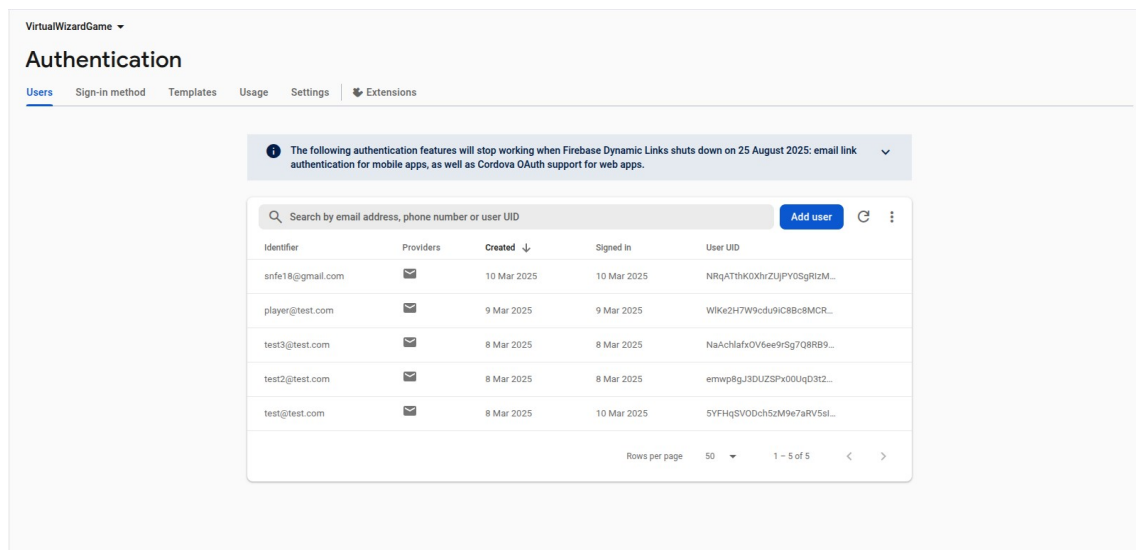 VirtualWizardGame
Authentication
Users Sign-in method Templates Usage Settings Extensions
The following authentication features will stop working when Firebase Dynamic Links shuts down on 25 August 2025: email link
authentication for mobile apps, as well as Cordova OAuth support for web apps.
Search by email address, phone number or user UID Add user
Identifier Providers Created Signed in User UID
snfe18@gmail.com 10 Mar 2025 10 Mar 2025 NRqATthK0XhrZUjPY0SgRIzM...
player@test.com 9 Mar 2025 9 Mar 2025 WlKe2H7W9cdu9iC8Bc8MCR...
test3@test.com 8 Mar 2025 8 Mar 2025 NaAchlafxOV6ee9rSg7Q8RB9...
test2@test.com 8 Mar 2025 8 Mar 2025 emwp8gJ3DUZSPx00UqD3t2...
test@test.com 8 Mar 2025 10 Mar 2025 5YFHqSVODch5zM9e7aRV5sI...
Rows per page 50 1 – 5 of 5